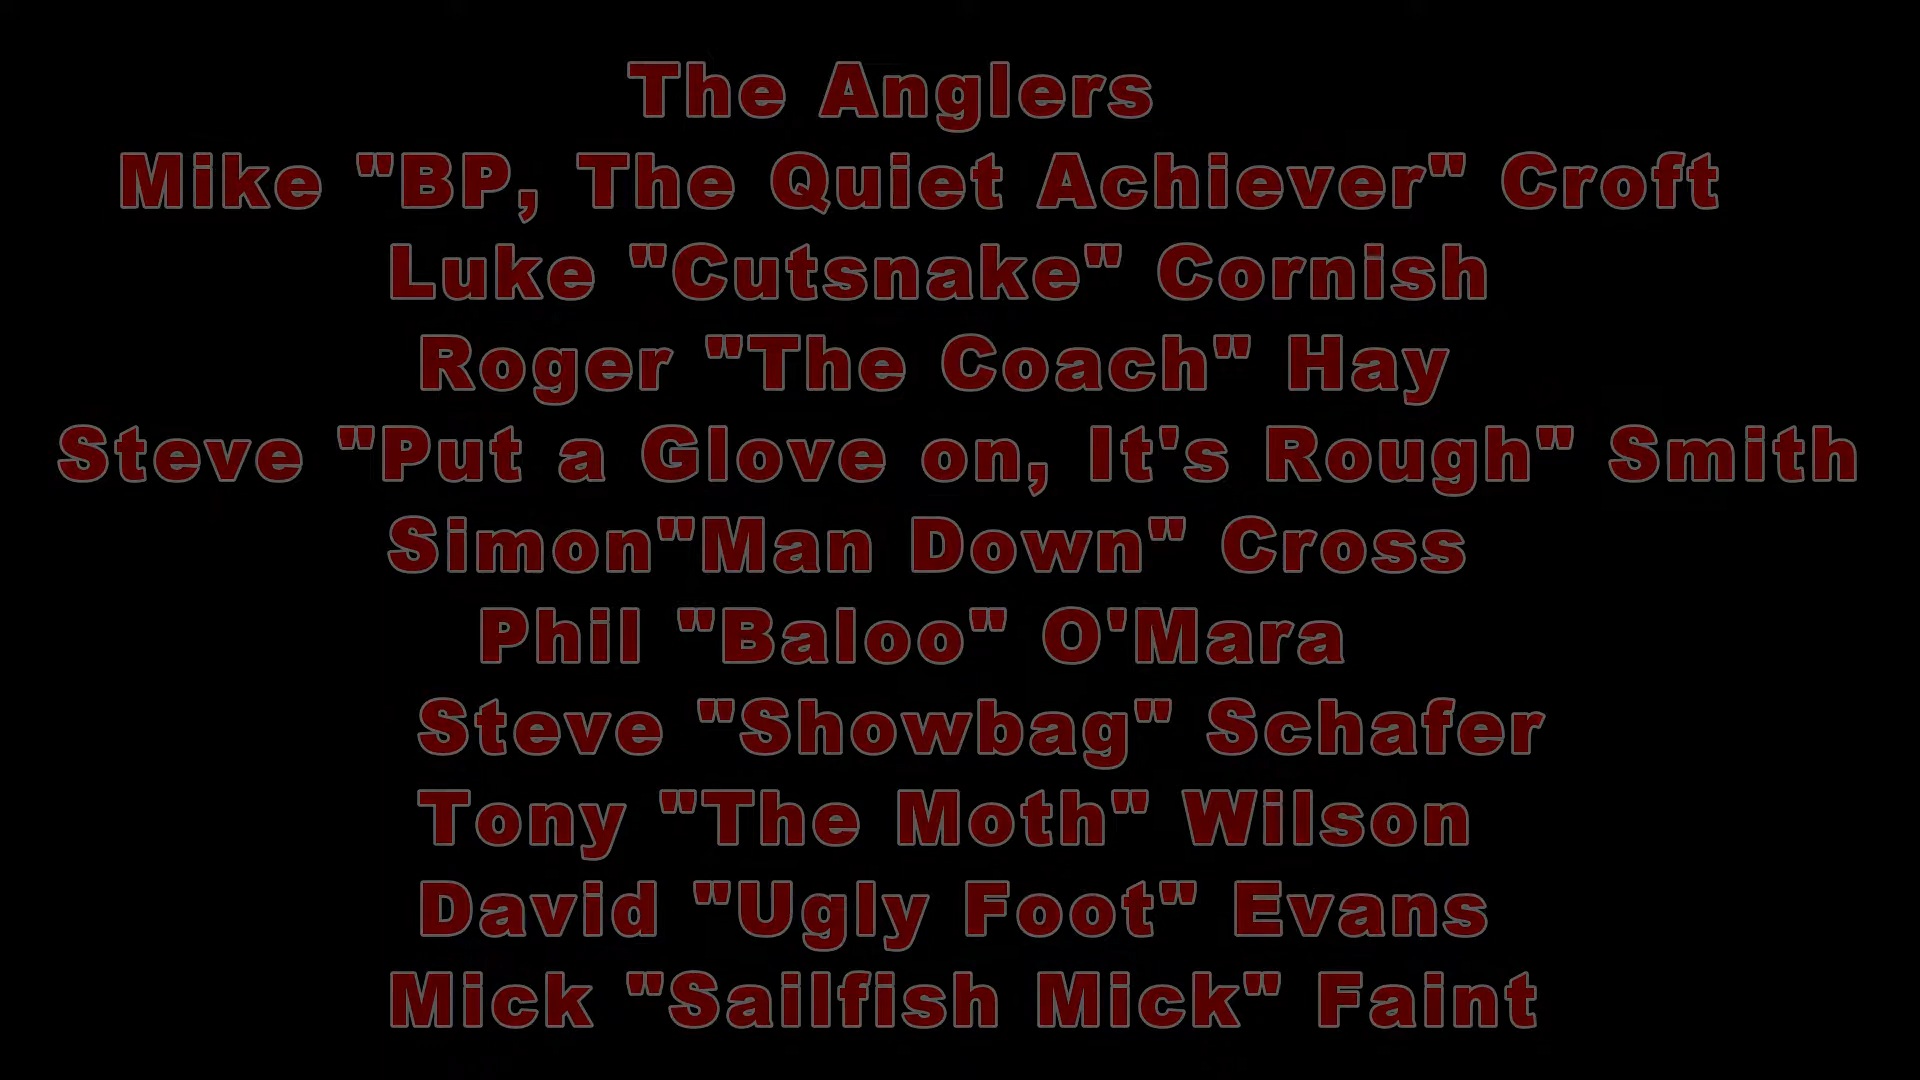 The Anglers
Mike "BP, The Quiet Achiever" Croft
Luke "Cutsnake" Cornish
Roger "The Coach" Hay
Steve "Put a Glove on, It's Rough" Smith
Simon"Man Down" Cross
Phil "Baloo" O'Mara
Steve "Showbag" Schafer
Tony "The Moth" Wilson
David "Ugly Foot" Evans
Mick "Sailfish Mick" Faint